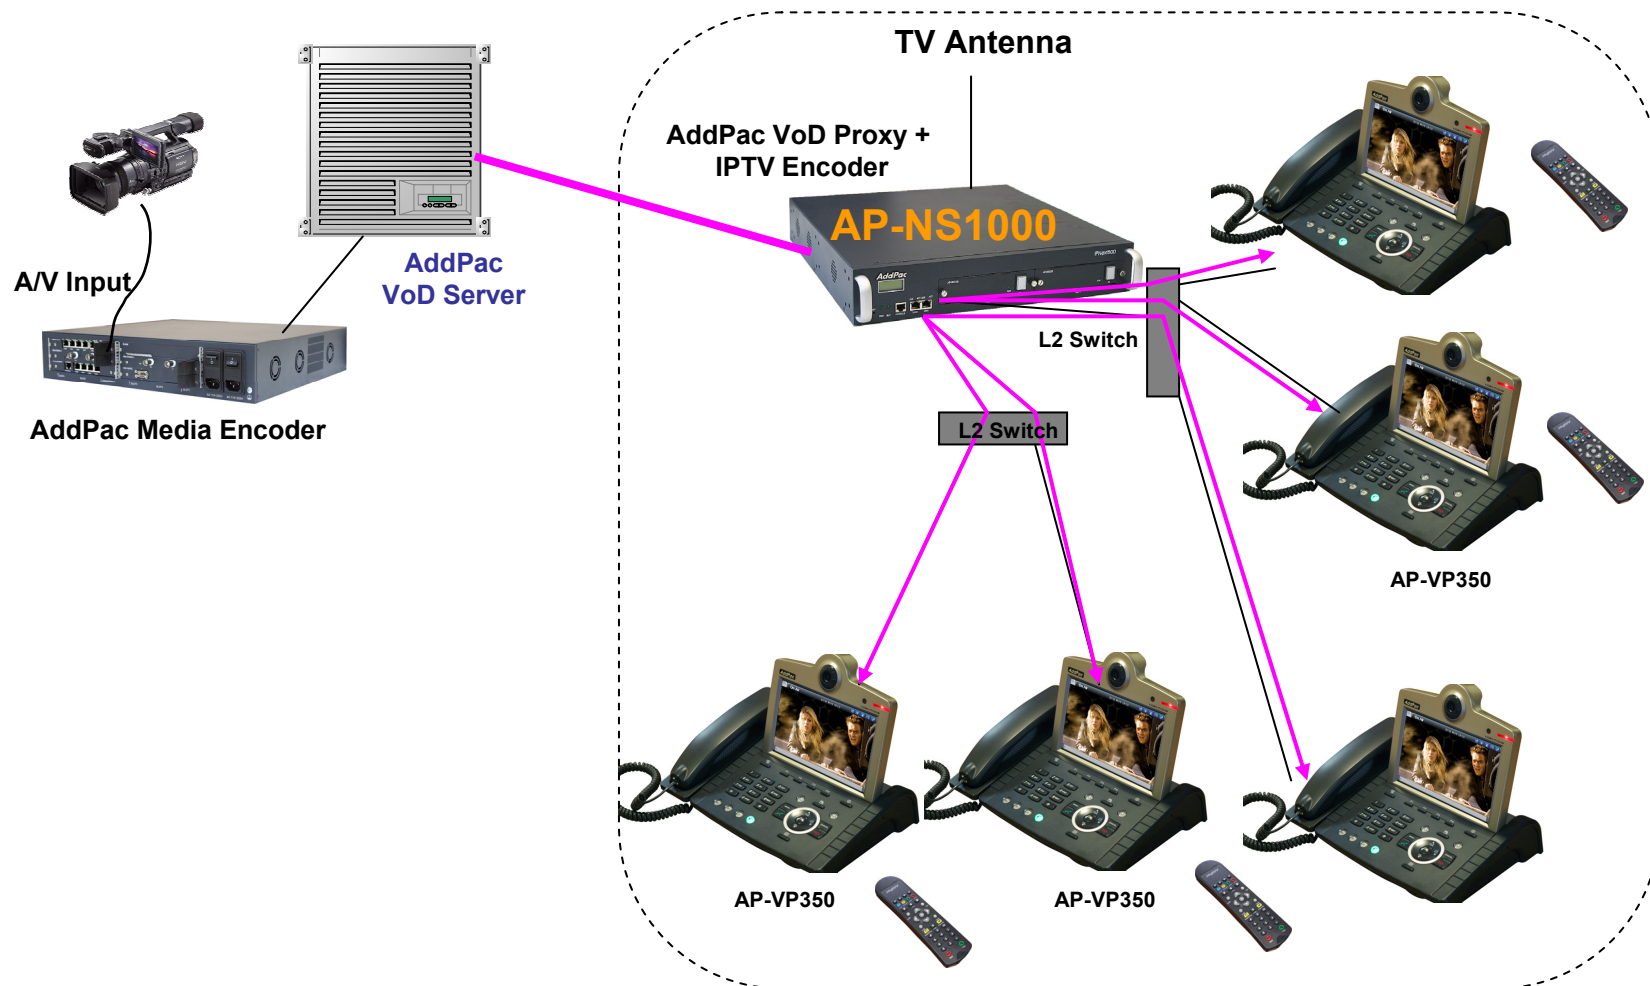 TV Antenna
AddPac VoD Proxy +
IPTV Encoder
AP-NS1000
AddPac
A/V Input
AddPac
VoD Server
AddPac Media Encoder
L2 Switch
L2 Switch
AP-VP350
AP-VP350
AP-VP350